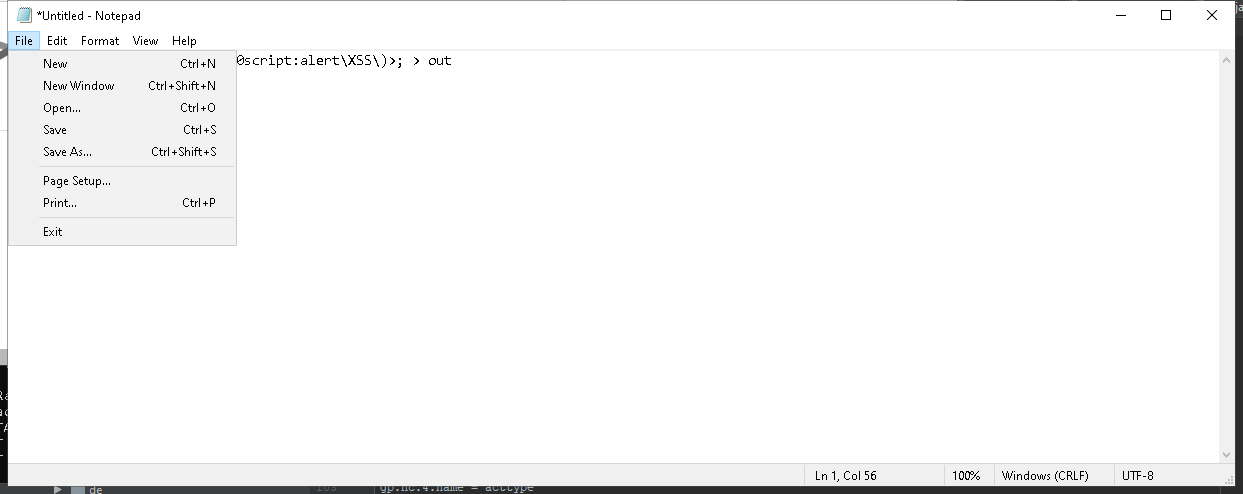 *Untitled - Notepad
File Edit Format View Help
0script:alert\XSS\)>; > out
New Ctrl+N
New Window Ctrl+Shift+N
Open... Ctrl+O
Save Ctrl+S
Save As... Ctrl+Shift+S
Page Setup...
Print... Ctrl+P
Exit
Ln 1, Col 56 100% Windows (CRLF) UTF-8
de
gp.nc.4.name = acctype